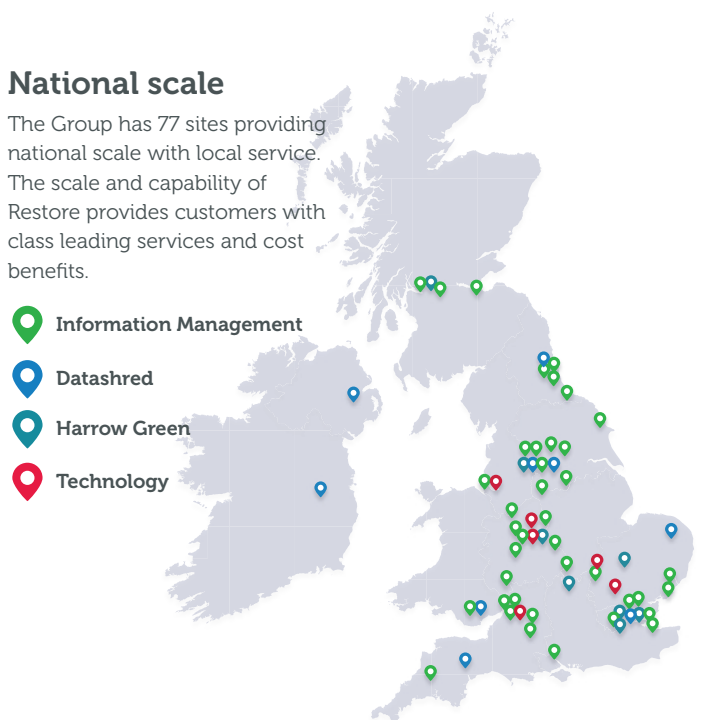 National scale
The Group has 77 sites providing
national scale with local service.
The scale and capability of
Restore provides customers with
class leading services and cost
benefits.
Information Management
Datashred
Harrow Green
Technology